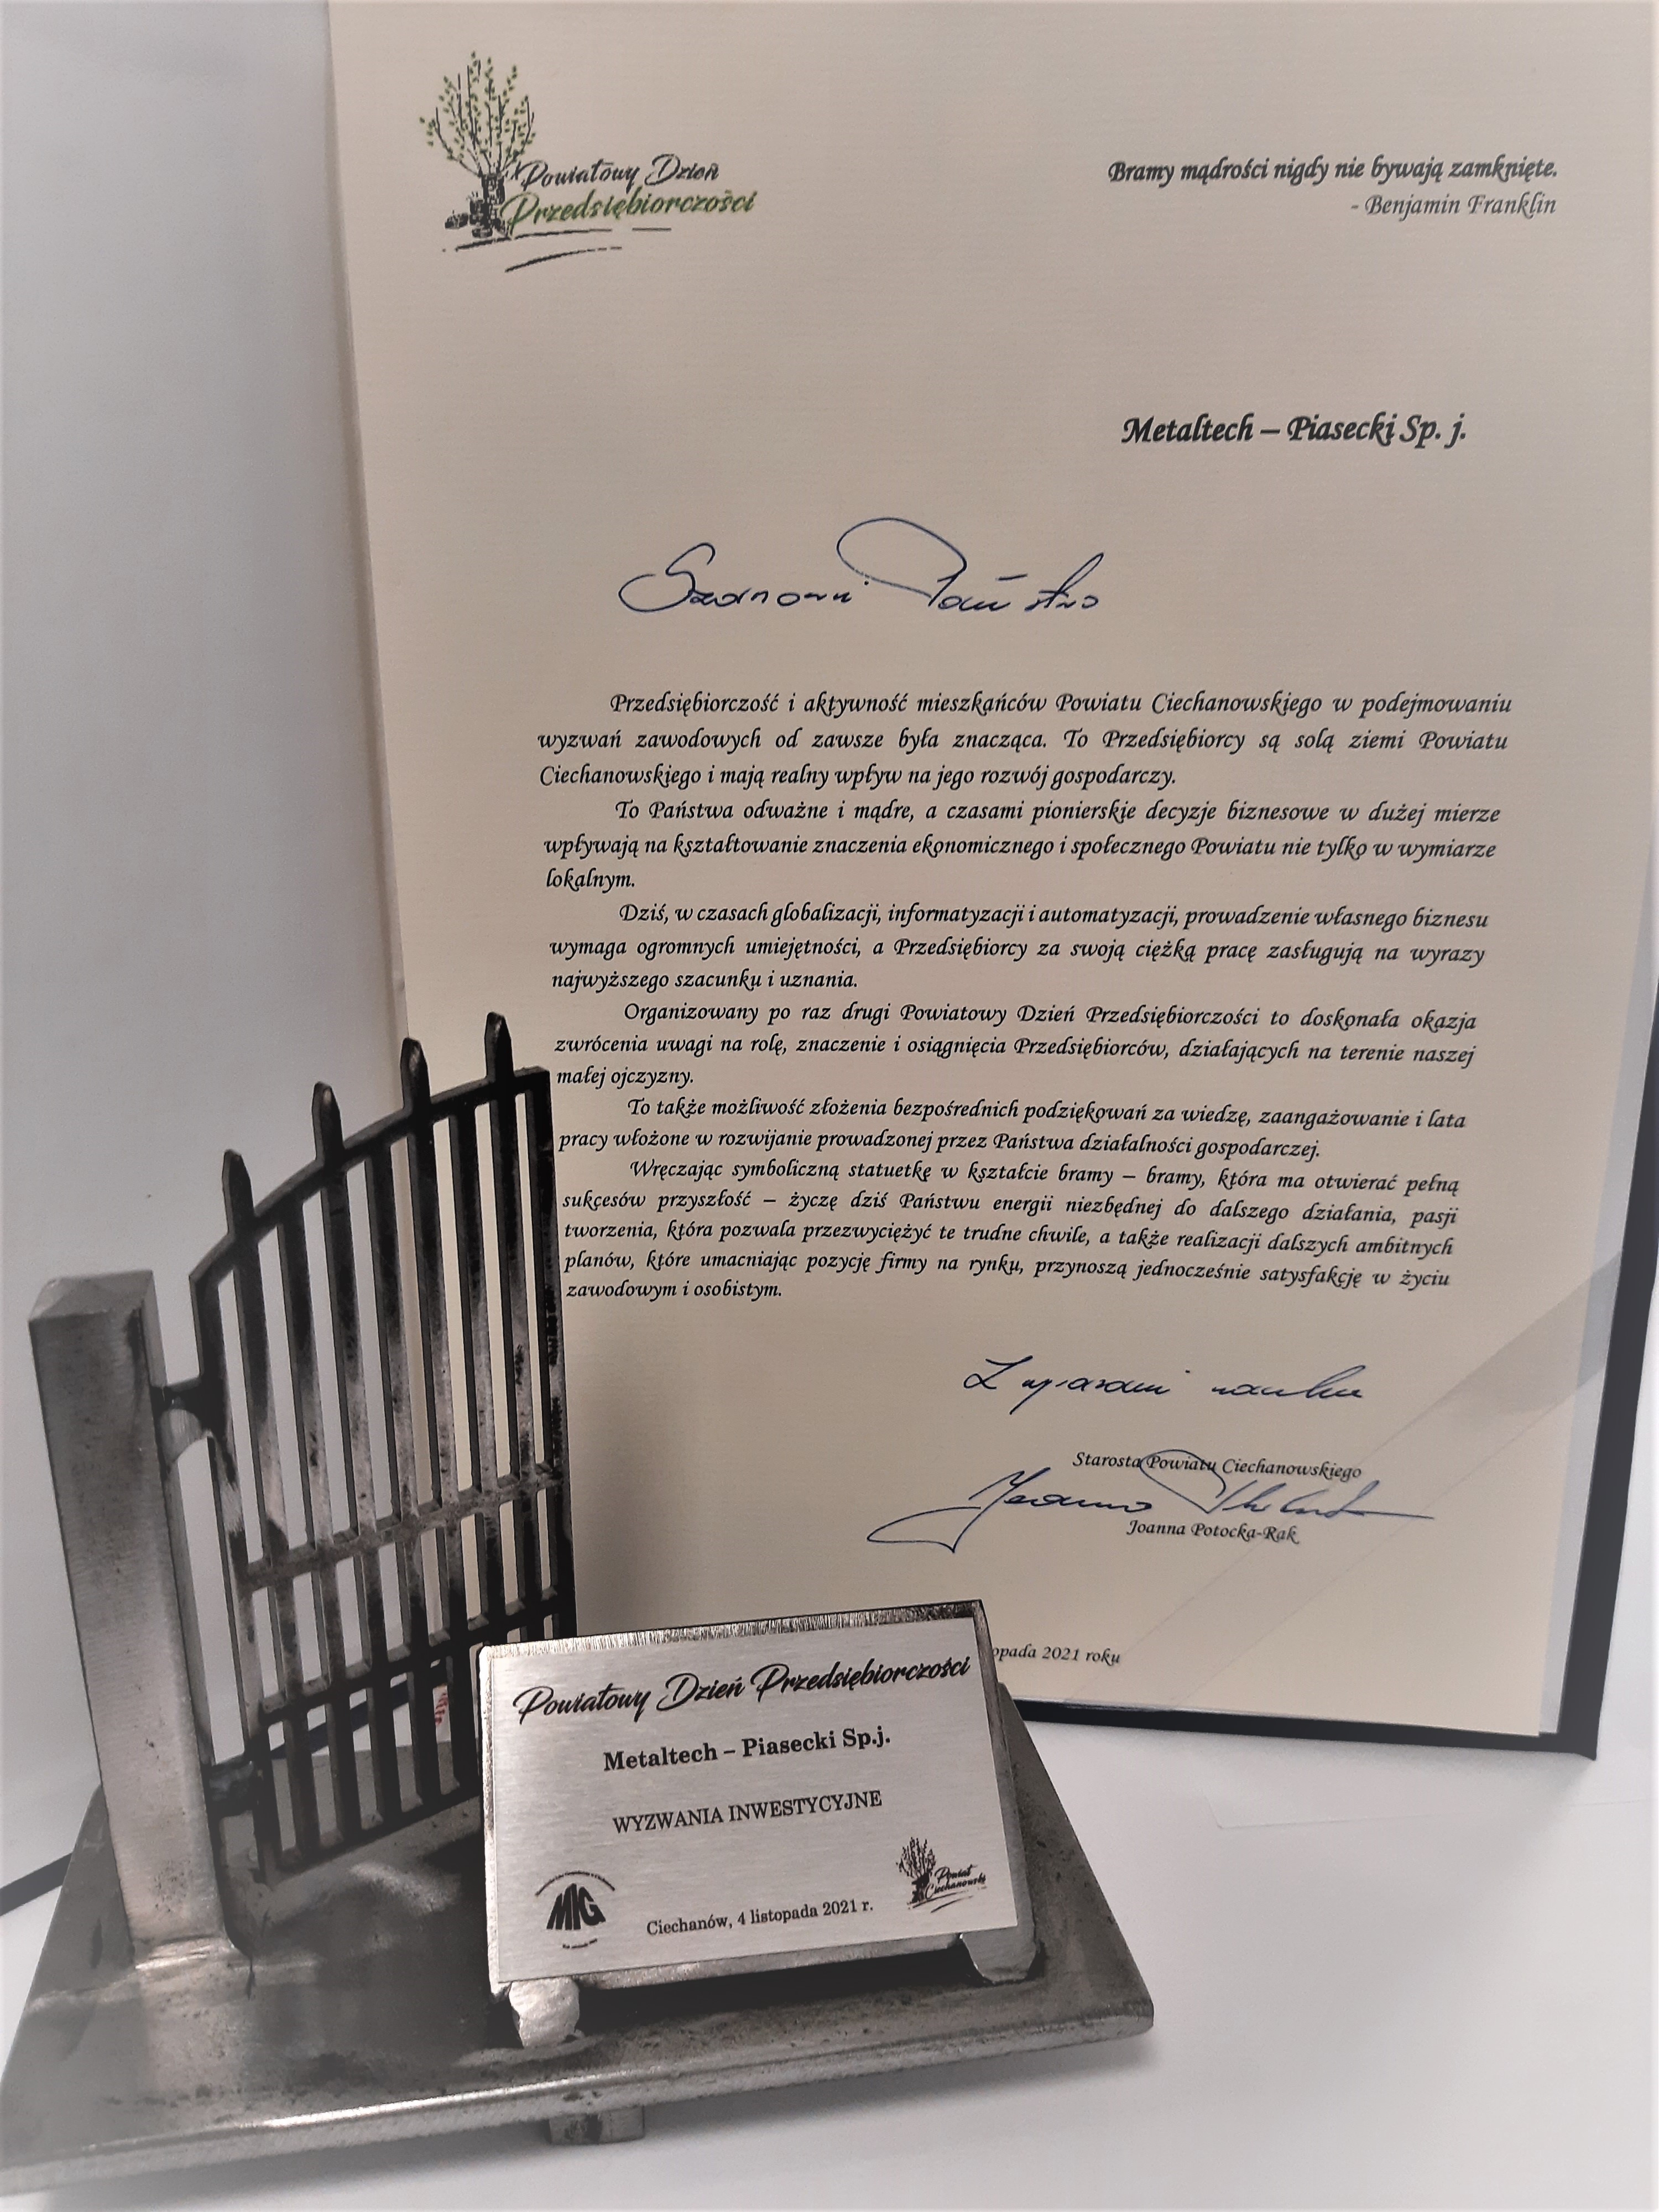 Powiatowy Dzień
Przedsiębiorczości
Bramy mądrości nigdy nie bywają zamknięte.
- Benjamin Franklin
Metaltech – Piasecki Sp. j.
Szanowni Państwo
Przedsiębiorczość i aktywność mieszkańców Powiatu Ciechanowskiego w podejmowaniu
wyzwań zawodowych od zawsze była znacząca. To Przedsiębiorcy są solą ziemi Powiatu
Ciechanowskiego i mają realny wpływ na jego rozwój gospodarczy.
To Państwa odważne i mądre, a czasami pionierskie decyzje biznesowe w dużej mierze
wpływają na kształtowanie znaczenia ekonomicznego i społecznego Powiatu nie tylko w wymiarze
lokalnym.
Dziś, w czasach globalizacji, informatyzacji i automatyzacji, prowadzenie własnego biznesu
wymaga ogromnych umiejętności, a Przedsiębiorcy za swoją ciężką pracę zasługują na wyrazy
najwyższego szacunku i uznania.
Organizowany po raz drugi Powiatowy Dzień Przedsiębiorczości to doskonała okazja
zwrócenia uwagi na rolę, znaczenie i osiągnięcia Przedsiębiorców, działających na terenie naszej
małej ojczyzny.
To także możliwość złożenia bezpośrednich podziękowań za wiedzę, zaangażowanie i lata
pracy włożone w rozwijanie prowadzonej przez Państwa działalności gospodarczej.
Wręczając symboliczną statuetkę w kształcie bramy – bramy, która ma otwierać pełną
sukcesów przyszłość – życzę dziś Państwu energii niezbędnej do dalszego działania, pasji
tworzenia, która pozwala przezwyciężyć te trudne chwile, a także realizacji dalszych ambitnych
planów, które umacniając pozycję firmy na rynku, przynoszą jednocześnie satysfakcję w życiu
zawodowym i osobistym.
Z wyrazami szacunku
Starosta Powiatu Ciechanowskiego
Joanna Potocka-Rak
opada 2021 roku
Powiatowy Dzień Przedsiębiorczości
Metaltech – Piasecki Sp.j.
WYZWANIA INWESTYCYJNE
MIG
Ciechanów, 4 listopada 2021 r.
Powiat
Ciechanowski